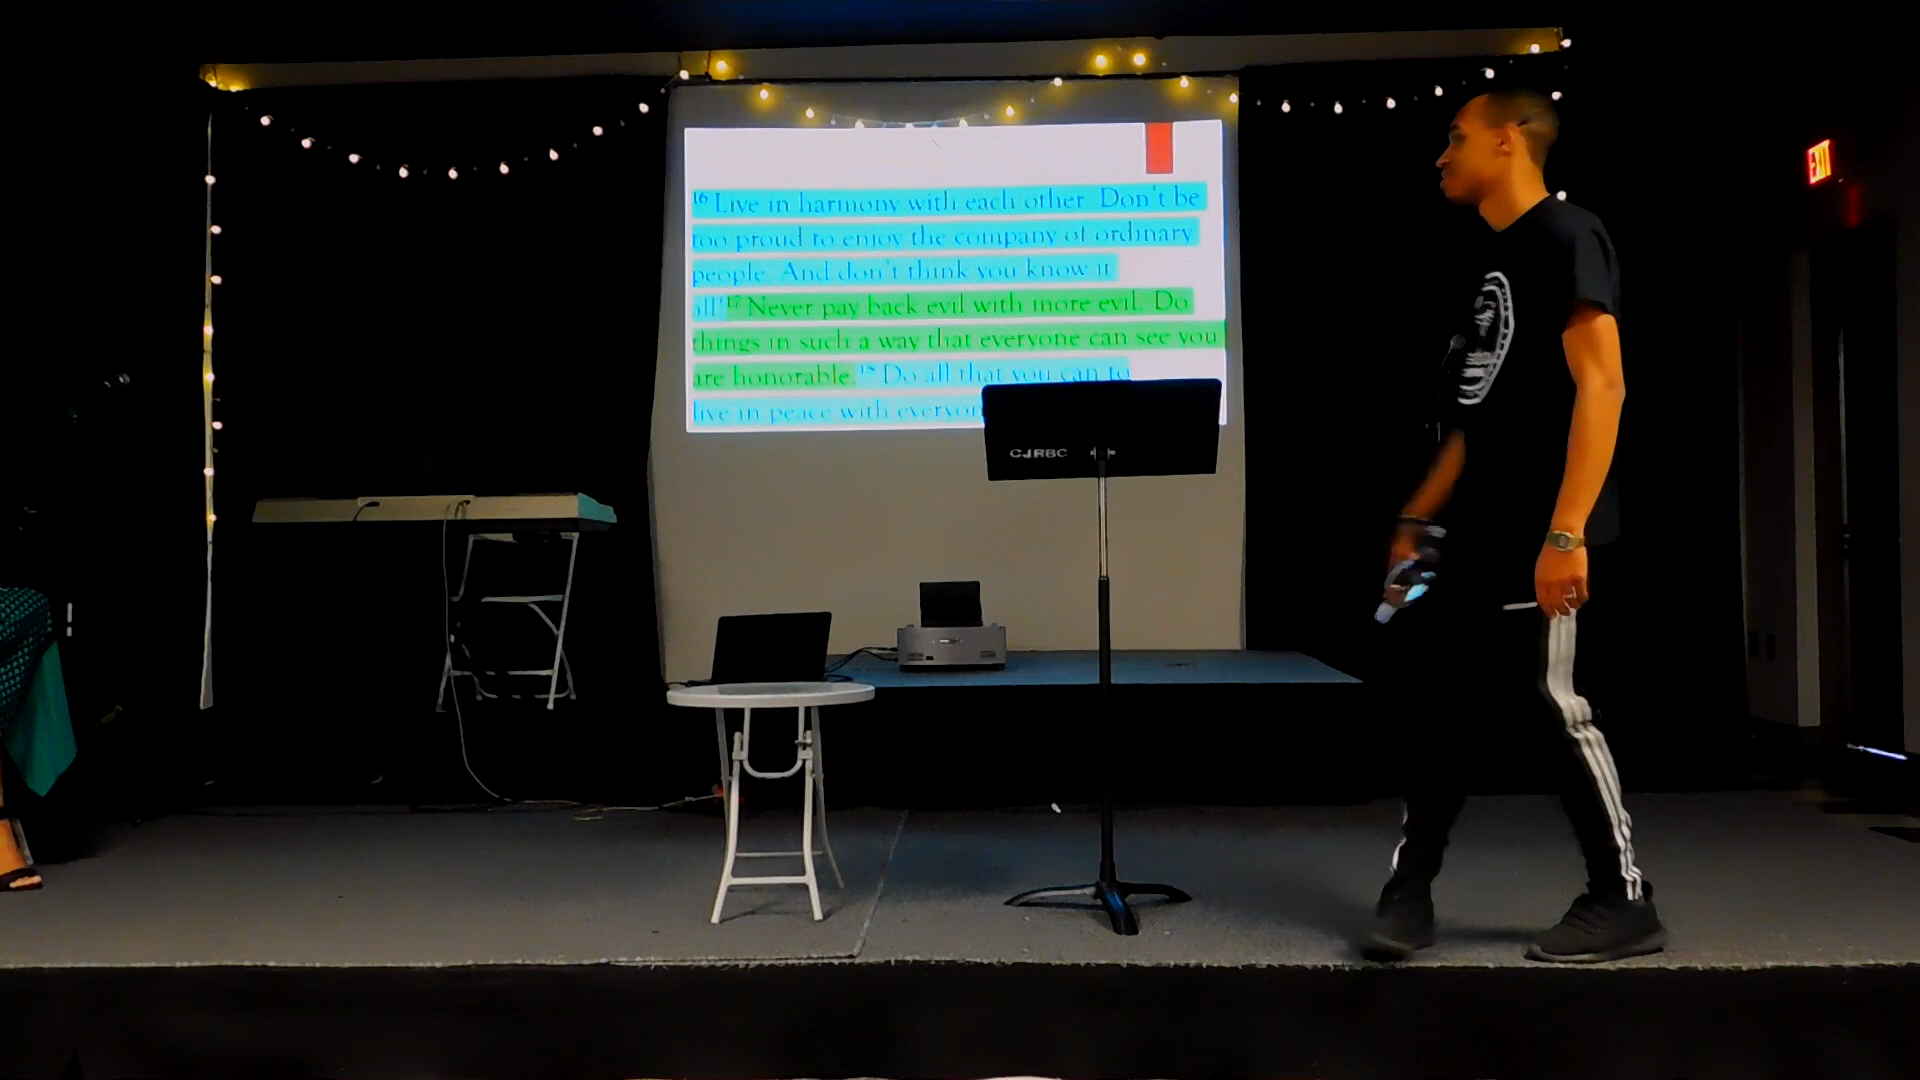 16 Live in harmony with each other. Don't be
too proud to enjoy the company of ordinary
people. And don't think you know it
all! 17 Never pay back evil with more evil. Do
things in such a way that everyone can see you
are honorable. 18 Do all that you can to
live in peace with everyon
CJRBC
EXIT